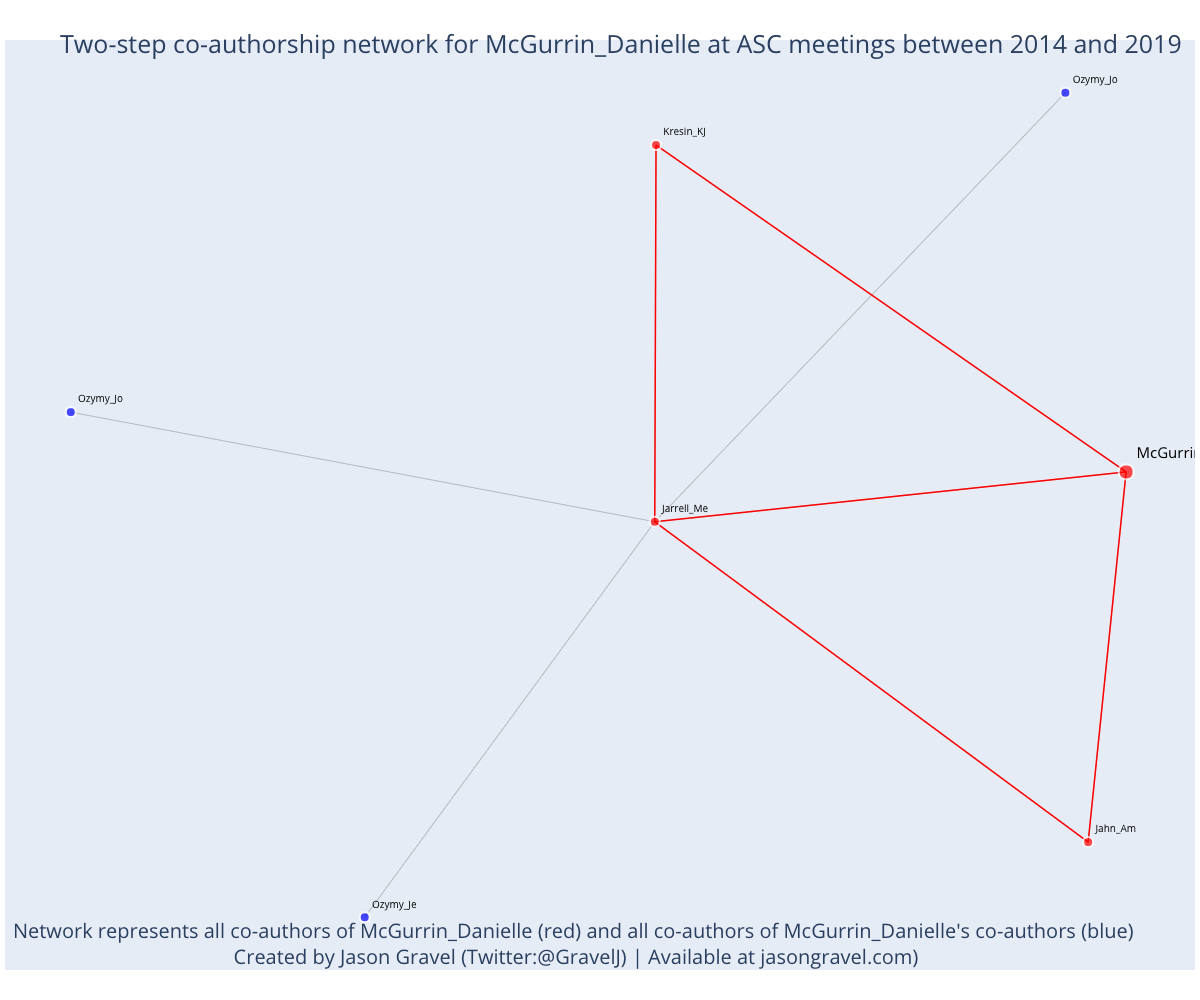 Two-step co-authorship network for McGurrin_Danielle at ASC meetings between 2014 and 2019
Ozymy_Jo
Kresin_KJ
Ozymy_Jo
McGurrin
Jarrell_Me
Jahn_Am
Ozymy_Je
Network represents all co-authors of McGurrin_Danielle (red) and all co-authors of McGurrin_Danielle's co-authors (blue)
Created by Jason Gravel (Twitter:@GravelJ) | Available at jasongravel.com)